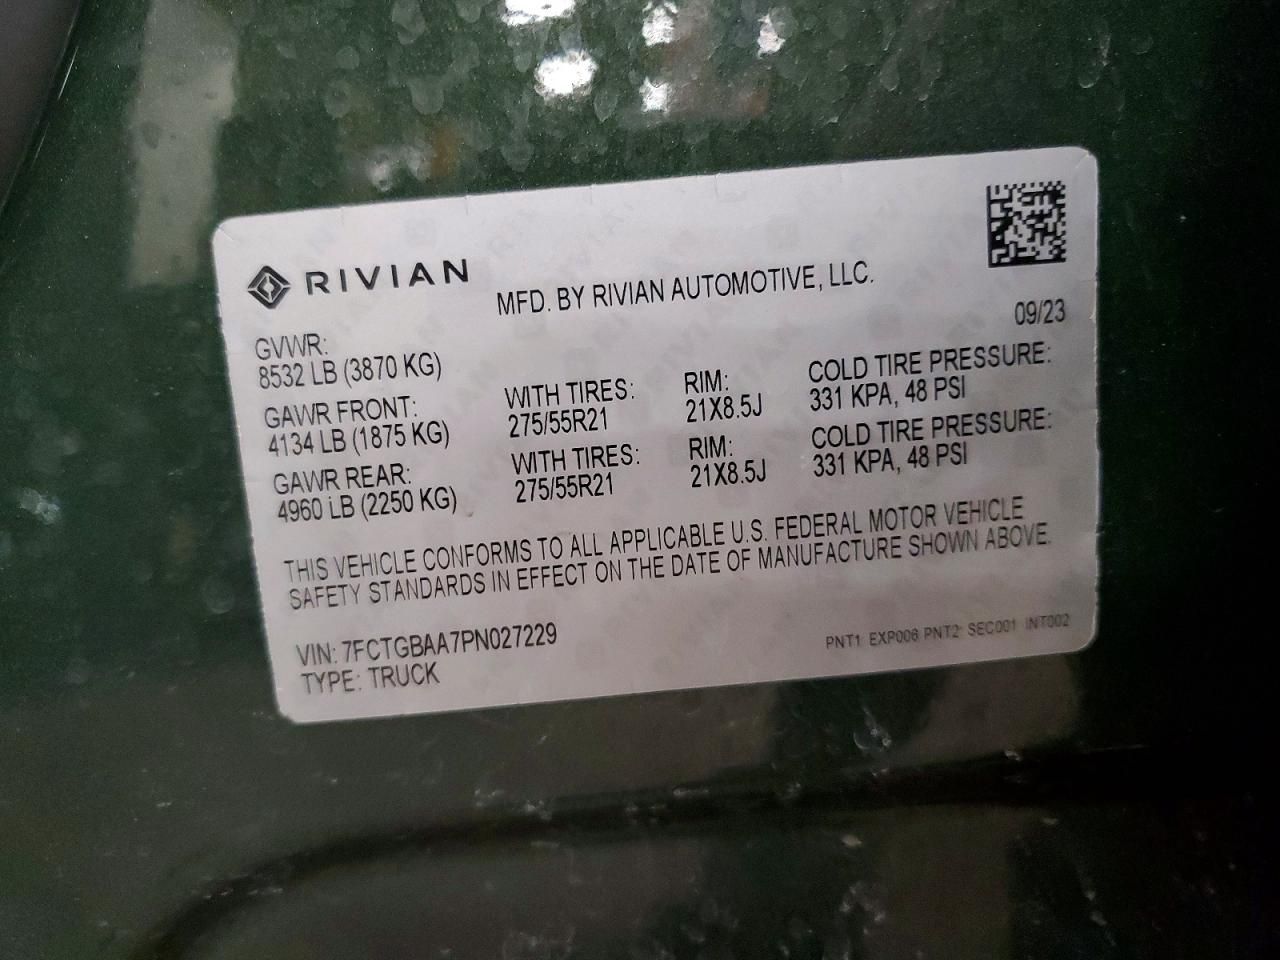 RIVIAN
MFD. BY RIVIAN AUTOMOTIVE, LLC.
09/23
GVWR:
8532 LB (3870 KG)
GAWR FRONT:
4134 LB (1875 KG)
WITH TIRES:
275/55R21
RIM:
21X8.5J
COLD TIRE PRESSURE:
331 KPA, 48 PSI
GAWR REAR:
4960 LB (2250 KG)
WITH TIRES:
275/55R21
RIM:
21X8.5J
COLD TIRE PRESSURE:
331 KPA, 48 PSI
THIS VEHICLE CONFORMS TO ALL APPLICABLE U.S. FEDERAL MOTOR VEHICLE
SAFETY STANDARDS IN EFFECT ON THE DATE OF MANUFACTURE SHOWN ABOVE.
VIN: 7FCTGBAA7PN027229
TYPE: TRUCK
PNT1 EXP006 PNT2 SEC001 INT002